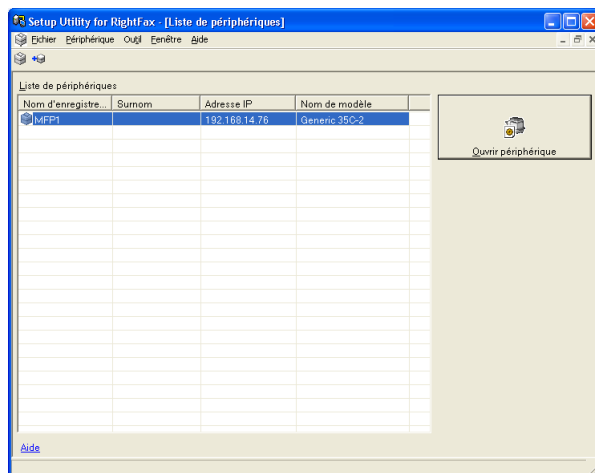 Setup Utility for RightFax - [Liste de périphériques]
Fichier Périphérique Outil Fenêtre Aide
Liste de périphériques
Nom d'enregistre... Surnom Adresse IP Nom de modèle
MFP1 192.168.14.76 Generic 35C-2
Ouvrir périphérique
Aide